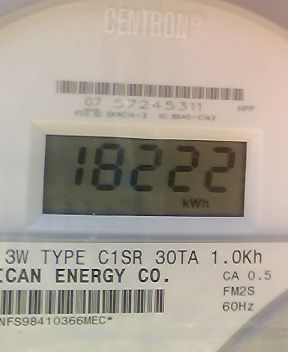 CENTRON®
07 57245311
18222
kWh
3W TYPE C1SR 30TA 1.0Kh
ICAN ENERGY CO.
CA 0.5
FM2S
60Hz
NFS98410366MEC*